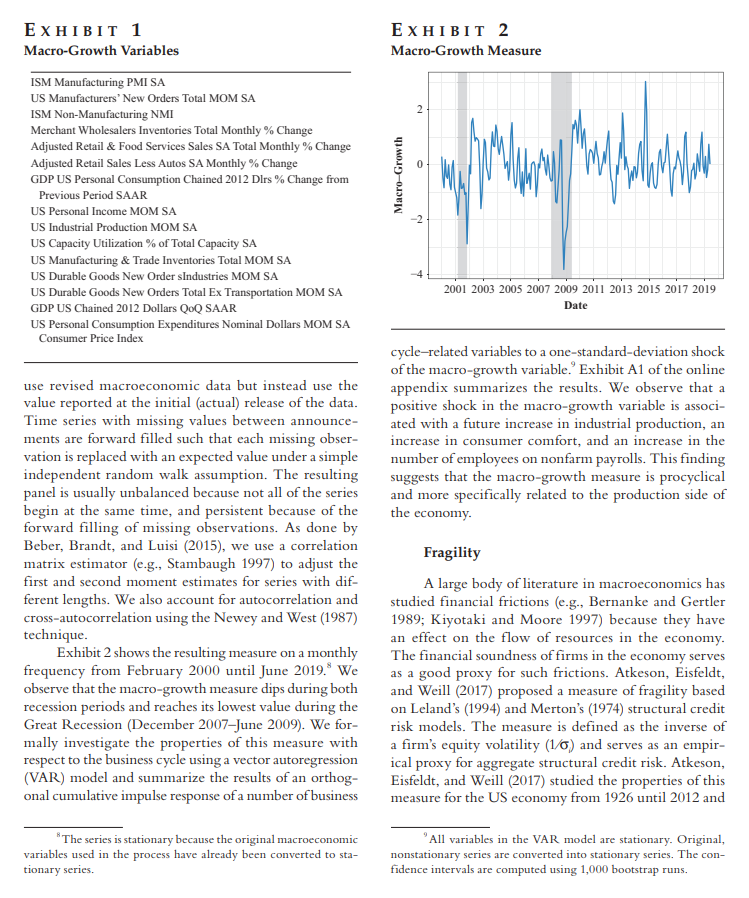 EXHIBIT 1
Macro-Growth Variables
ISM Manufacturing PMI SA
US Manufacturers' New Orders Total MOM SA
ISM Non-Manufacturing NMI
Merchant Wholesalers Inventories Total Monthly % Change
Adjusted Retail & Food Services Sales SA Total Monthly % Change
Adjusted Retail Sales Less Autos SA Monthly % Change
GDP US Personal Consumption Chained 2012 Dlrs % Change from
Previous Period SAAR
US Personal Income MOM SA
US Industrial Production MOM SA
US Capacity Utilization % of Total Capacity SA
US Manufacturing & Trade Inventories Total MOM SA
US Durable Goods New Order sIndustries MOM SA
US Durable Goods New Orders Total Ex Transportation MOM SA
GDP US Chained 2012 Dollars QoQ SAAR
US Personal Consumption Expenditures Nominal Dollars MOM SA
Consumer Price Index
use revised macroeconomic data but instead use the
value reported at the initial (actual) release of the data.
Time series with missing values between announce-
ments are forward filled such that each missing obser-
vation is replaced with an expected value under a simple
independent random walk assumption. The resulting
panel is usually unbalanced because not all of the series
begin at the same time, and persistent because of the
forward filling of missing observations. As done by
Beber, Brandt, and Luisi (2015), we use a correlation
matrix estimator (e.g., Stambaugh 1997) to adjust the
first and second moment estimates for series with dif-
ferent lengths. We also account for autocorrelation and
cross-autocorrelation using the Newey and West (1987)
technique.
Exhibit 2 shows the resulting measure on a monthly
frequency from February 2000 until June 2019.⁸ We
observe that the macro-growth measure dips during both
recession periods and reaches its lowest value during the
Great Recession (December 2007–June 2009). We for-
mally investigate the properties of this measure with
respect to the business cycle using a vector autoregression
(VAR) model and summarize the results of an orthog-
onal cumulative impulse response of a number of business
⁸The series is stationary because the original macroeconomic
variables used in the process have already been converted to sta-
tionary series.
EXHIBIT 2
Macro-Growth Measure
2
0
−2
−4
Macro–Growth
2001 2003 2005 2007 2009 2011 2013 2015 2017 2019
Date
cycle–related variables to a one-standard-deviation shock
of the macro-growth variable.⁹ Exhibit A1 of the online
appendix summarizes the results. We observe that a
positive shock in the macro-growth variable is associ-
ated with a future increase in industrial production, an
increase in consumer comfort, and an increase in the
number of employees on nonfarm payrolls. This finding
suggests that the macro-growth measure is procyclical
and more specifically related to the production side of
the economy.
Fragility
A large body of literature in macroeconomics has
studied financial frictions (e.g., Bernanke and Gertler
1989; Kiyotaki and Moore 1997) because they have
an effect on the flow of resources in the economy.
The financial soundness of firms in the economy serves
as a good proxy for such frictions. Atkeson, Eisfeldt,
and Weill (2017) proposed a measure of fragility based
on Leland's (1994) and Merton's (1974) structural credit
risk models. The measure is defined as the inverse of
a firm's equity volatility (1/σᵢ) and serves as an empir-
ical proxy for aggregate structural credit risk. Atkeson,
Eisfeldt, and Weill (2017) studied the properties of this
measure for the US economy from 1926 until 2012 and
⁹All variables in the VAR model are stationary. Original,
nonstationary series are converted into stationary series. The con-
fidence intervals are computed using 1,000 bootstrap runs.